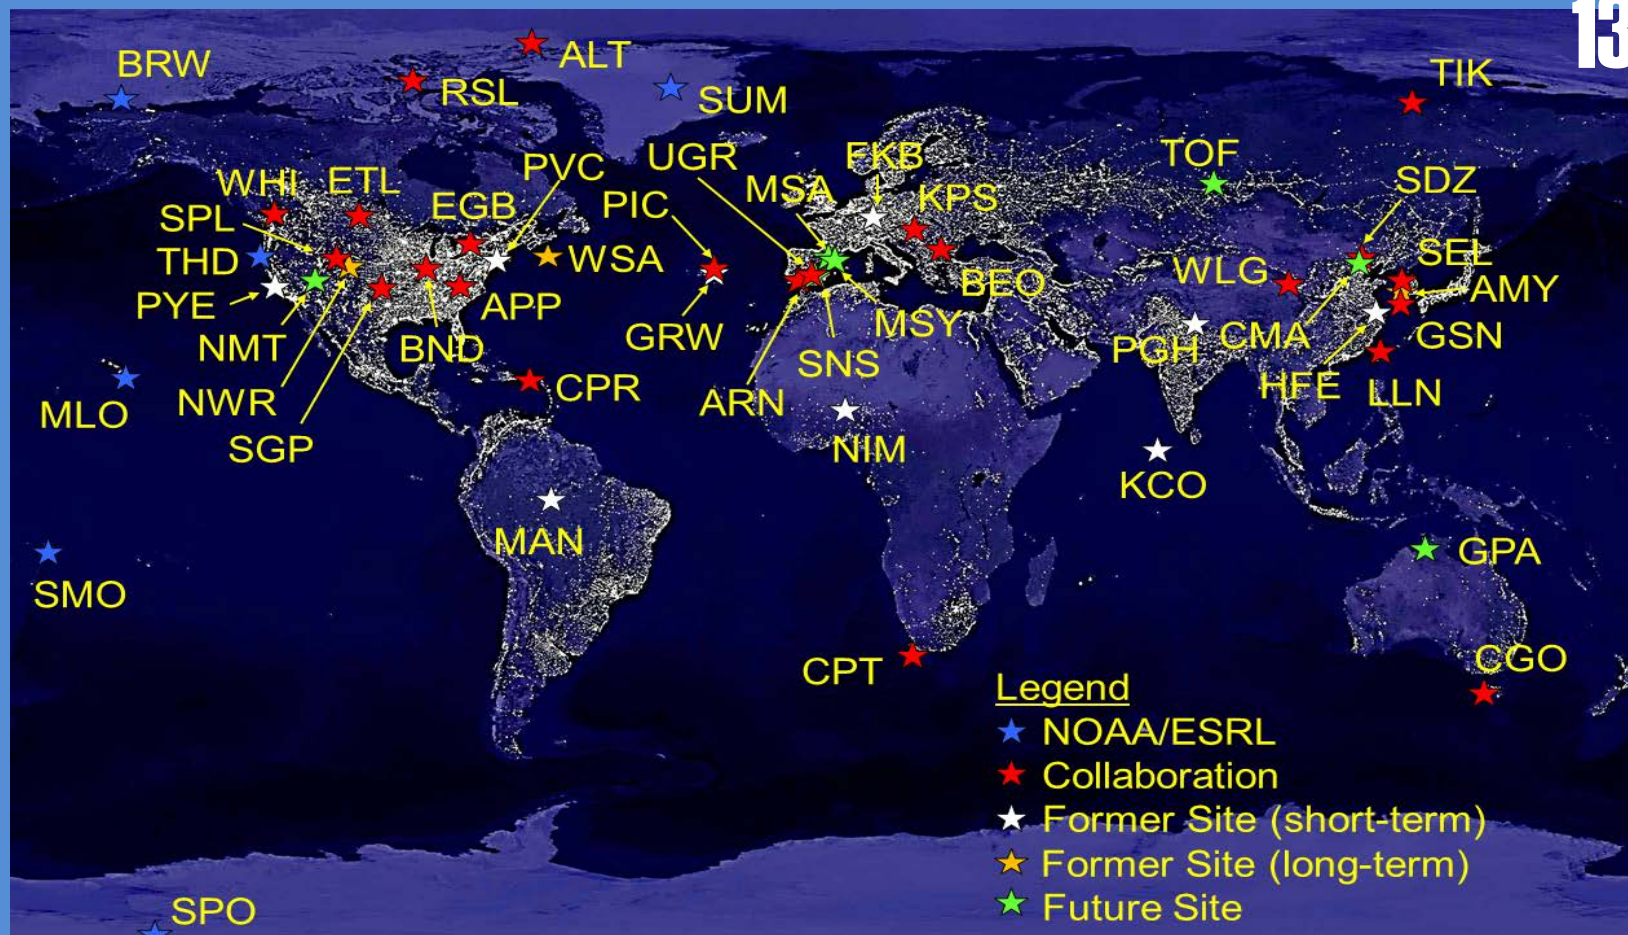 13
BRW
ALT
RSL
SUM
TIK
PVC
UGR
FKB
TOF
WHI
ETL
MSA
KPS
SDZ
SPL
EGB
PIC
THD
WSA
WLG
SEL
PYE
APP
BEO
AMY
NMT
BND
GRW
MSY
PGH
CMA
GSN
SNS
MLO
NWR
CPR
ARN
HFE
LLN
SGP
NIM
KCO
MAN
GPA
SMO
CPT
CGO
Legend
NOAA/ESRL
Collaboration
Former Site (short-term)
Former Site (long-term)
Future Site
SPO